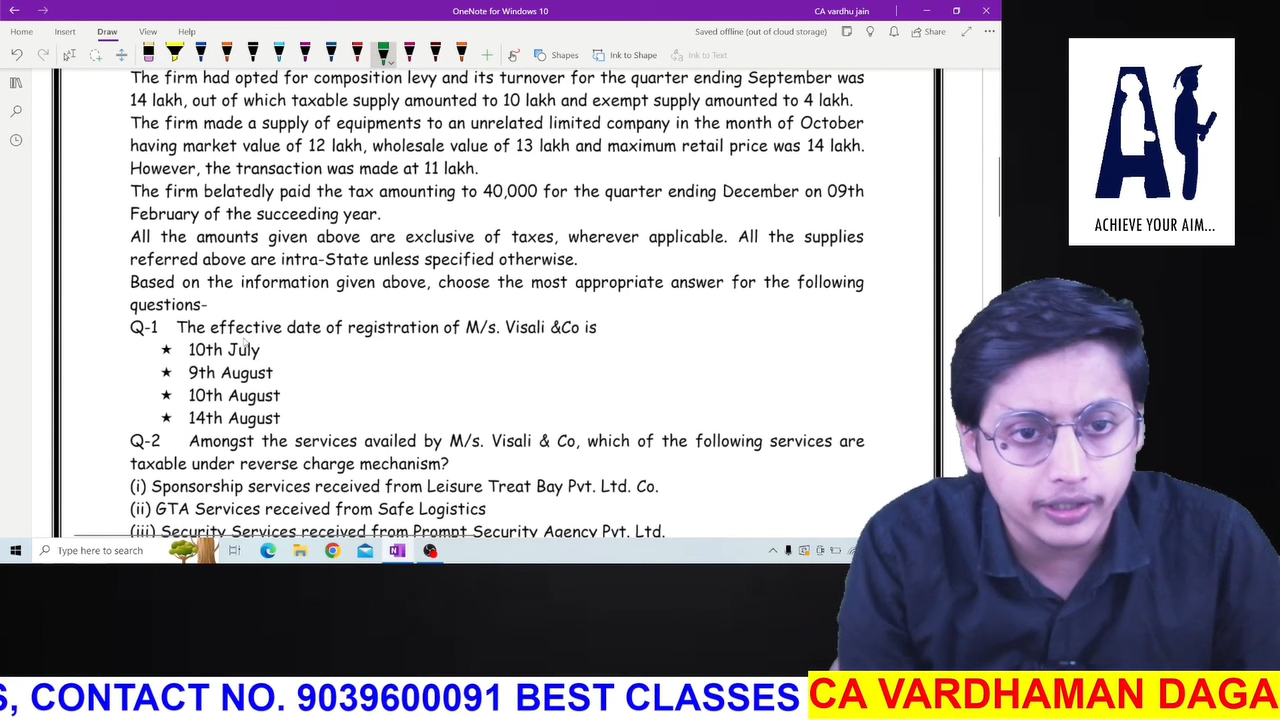 OneNote for Windows 10
CA vardhu jain
Home Insert Draw View Help
Saved offline (out of cloud storage)
Share
Shapes
Ink to Shape
Ink to Text
The firm had opted for composition levy and its turnover for the quarter ending September was
14 lakh, out of which taxable supply amounted to 10 lakh and exempt supply amounted to 4 lakh.
The firm made a supply of equipments to an unrelated limited company in the month of October
having market value of 12 lakh, wholesale value of 13 lakh and maximum retail price was 14 lakh.
However, the transaction was made at 11 lakh.
The firm belatedly paid the tax amounting to 40,000 for the quarter ending December on 09th
February of the succeeding year.
All the amounts given above are exclusive of taxes, wherever applicable. All the supplies
referred above are intra-State unless specified otherwise.
Based on the information given above, choose the most appropriate answer for the following
questions-
Q-1 The effective date of registration of M/s. Visali &Co is
★ 10th July
★ 9th August
★ 10th August
★ 14th August
Q-2 Amongst the services availed by M/s. Visali & Co, which of the following services are
taxable under reverse charge mechanism?
(i) Sponsorship services received from Leisure Treat Bay Pvt. Ltd. Co.
(ii) GTA Services received from Safe Logistics
(iii) Security Services received from Prompt Security Agency Pvt. Ltd.
Type here to search
ACHIEVE YOUR AIM...
S, CONTACT NO. 9039600091 BEST CLASSES
CA VARDHAMAN DAGA